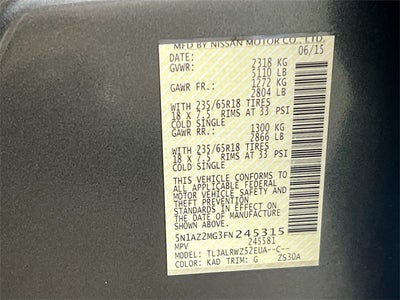 MFD BY NISSAN MOTOR CO., LTD.
DATE: 06/15
GVWR: 2318 KG
5110 LB
GAWR FR.: 1272 KG
2804 LB
WITH 235/65R18 TIRES
18 X 7.5 RIMS AT 33 PSI
COLD SINGLE
GAWR RR.: 1300 KG
2866 LB
WITH 235/65R18 TIRES
18 X 7.5 RIMS AT 33 PSI
COLD SINGLE
THIS VEHICLE CONFORMS TO
ALL APPLICABLE FEDERAL
MOTOR VEHICLE SAFETY
STANDARDS IN EFFECT ON
THE DATE OF MANUFACTURE
SHOWN ABOVE.
5N1AZ2MG3FN245315
MPV 245581
MODEL: TLJALRWZ52EUA--C--
COLOR: KAD TRIM: G ZS30A